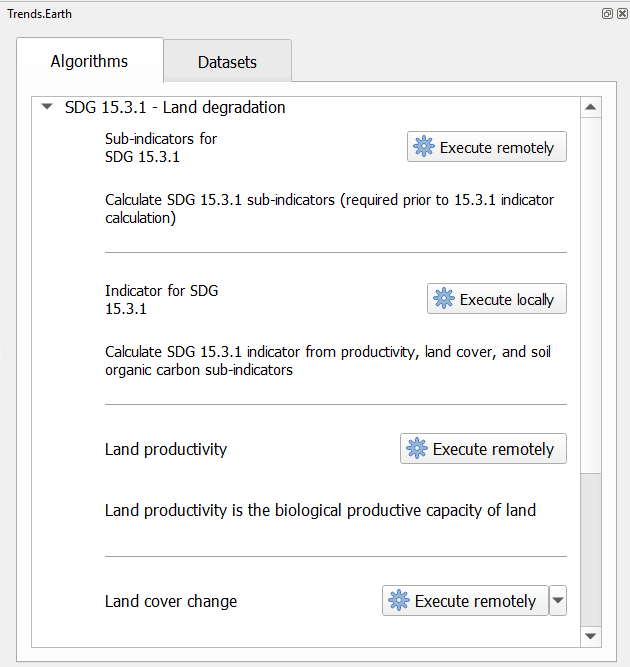 Trends.Earth
Algorithms
Datasets
SDG 15.3.1 - Land degradation
Sub-indicators for
SDG 15.3.1
Execute remotely
Calculate SDG 15.3.1 sub-indicators (required prior to 15.3.1 indicator
calculation)
Indicator for SDG
15.3.1
Execute locally
Calculate SDG 15.3.1 indicator from productivity, land cover, and soil
organic carbon sub-indicators
Land productivity
Execute remotely
Land productivity is the biological productive capacity of land
Land cover change
Execute remotely